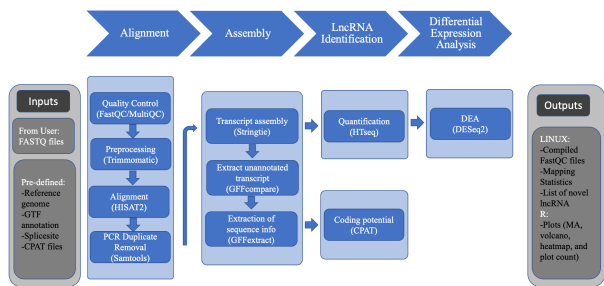 Alignment
Assembly
LncRNA
Identification
Differential
Expression
Analysis
Inputs
From User:
FASTQ files
Pre-defined:
-Reference
genome
-GTF
annotation
-Splicesite
-CPAT files
Quality Control
(FastQC/MultiQC)
Preprocessing
(Trimmomatic)
Alignment
(HISAT2)
PCR Duplicate
Removal
(Samtools)
Transcript assembly
(Stringtie)
Extract unannotated
transcript
(GFFcompare)
Extraction of
sequence info
(GFFextract)
Quantification
(HTseq)
Coding potential
(CPAT)
DEA
(DESeq2)
Outputs
LINUX:
-Compiled
FastQC files
-Mapping
Statistics
-List of novel
lncRNA
R:
-Plots (MA,
volcano,
heatmap, and
plot count)